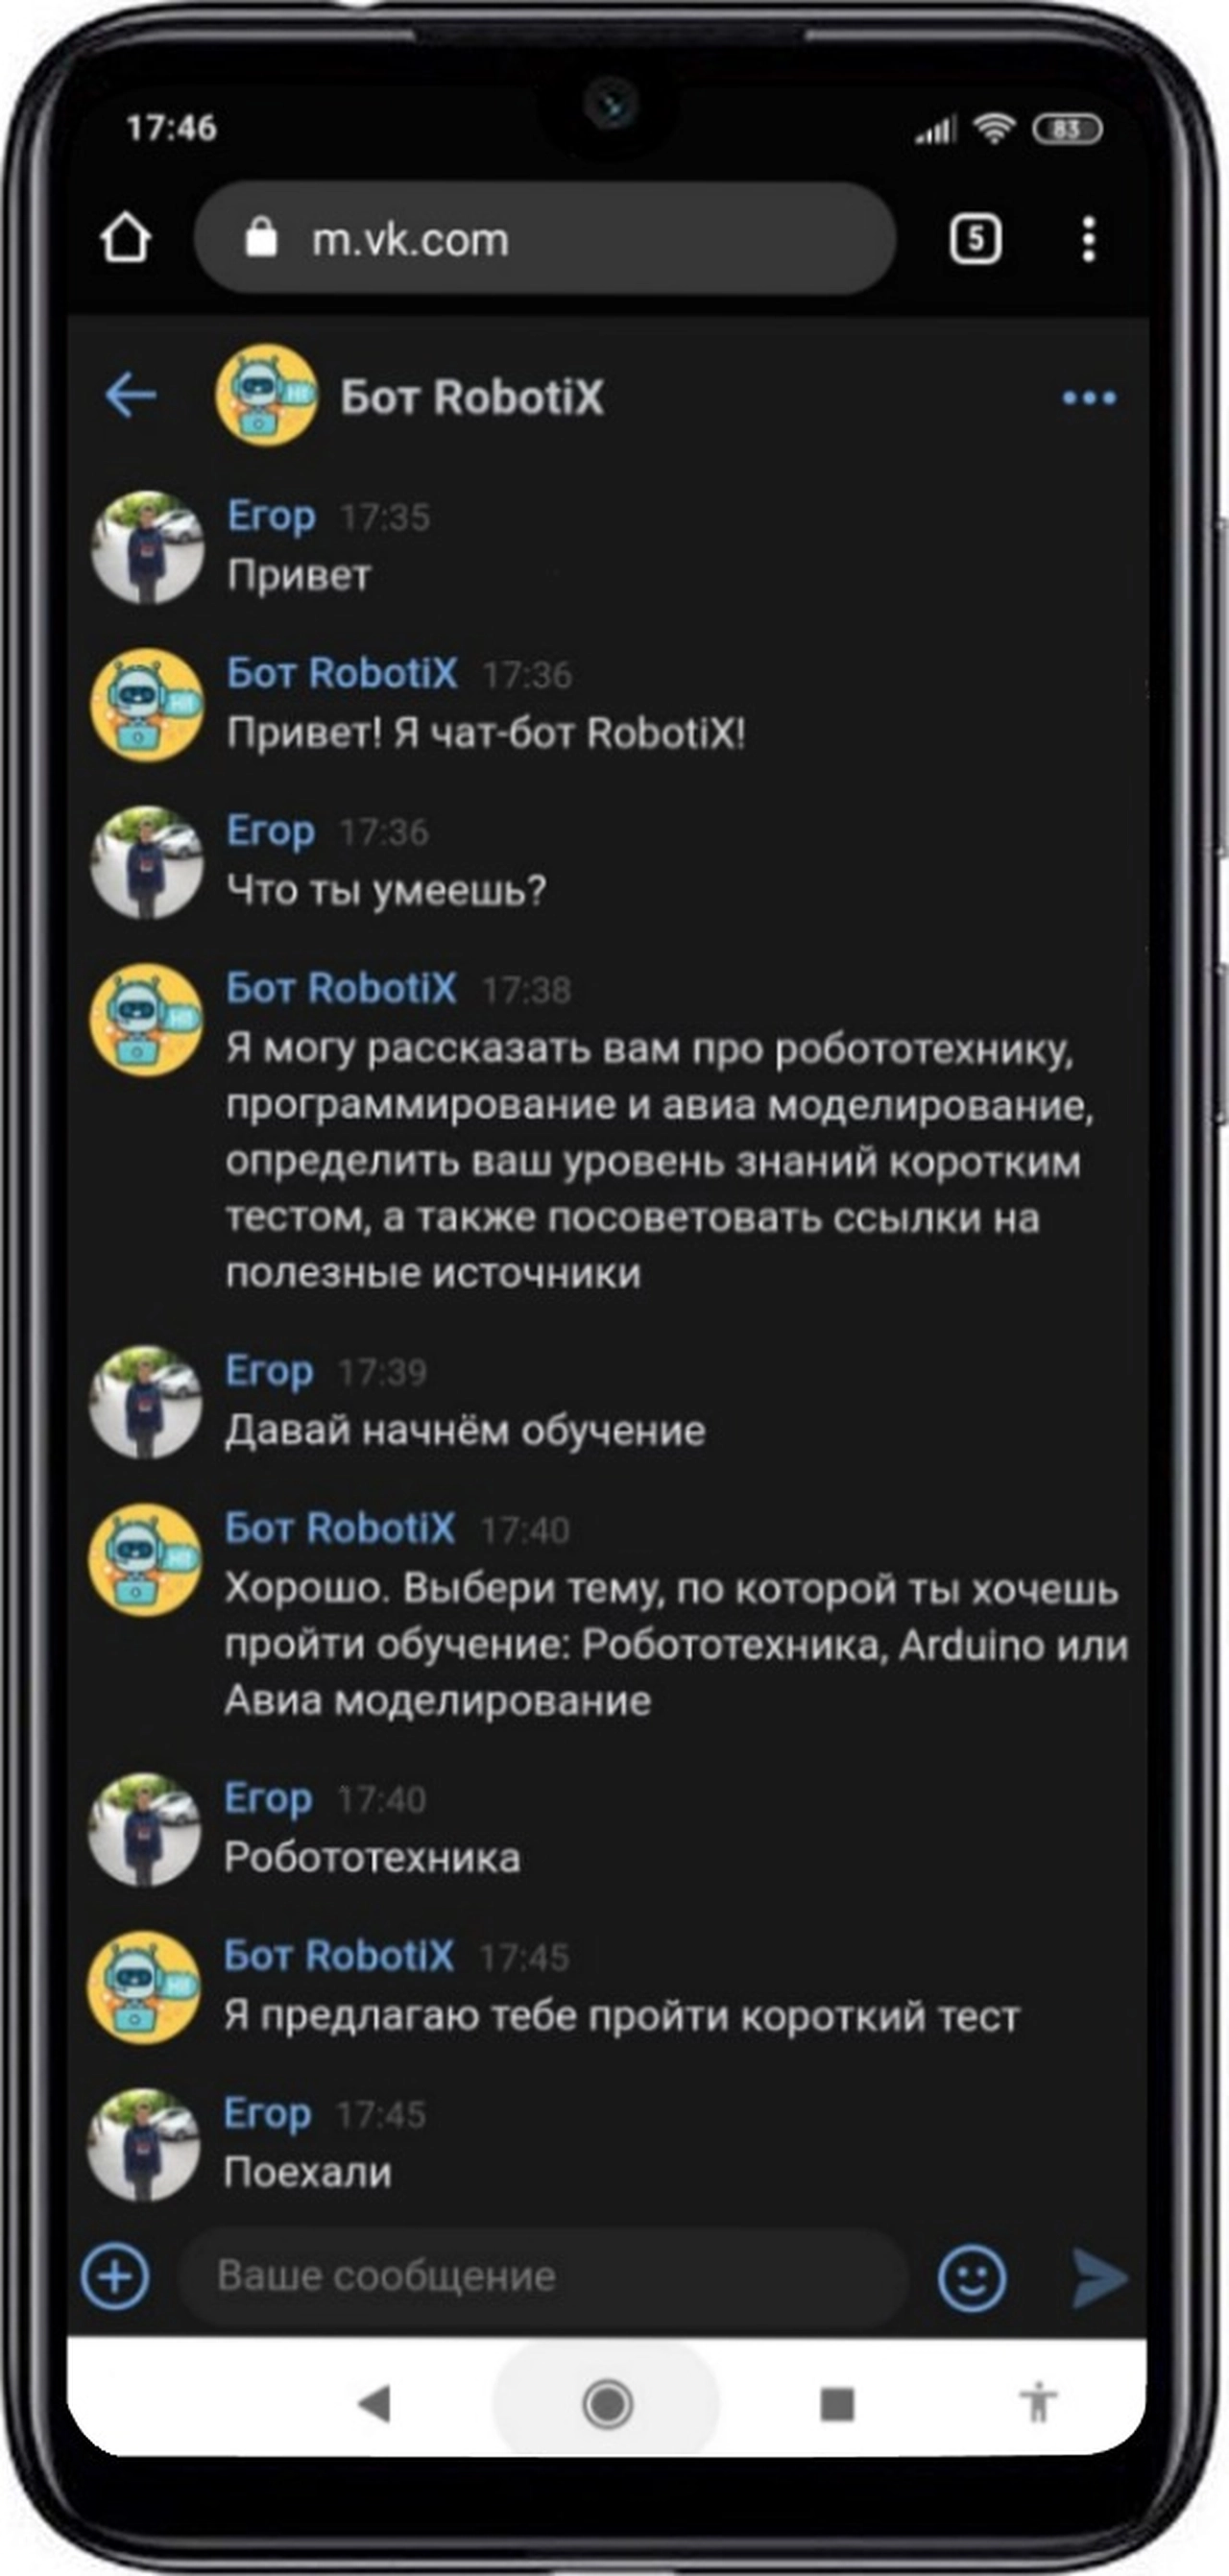 17:46
83
m.vk.com
5
Бот RobotiX
Егор 17:35
Привет
Бот RobotiX 17:36
Привет! Я чат-бот RobotiX!
Егор 17:36
Что ты умеешь?
Бот RobotiX 17:38
Я могу рассказать вам про робототехнику,
программирование и авиа моделирование,
определить ваш уровень знаний коротким
тестом, а также посоветовать ссылки на
полезные источники
Егор 17:39
Давай начнём обучение
Бот RobotiX 17:40
Хорошо. Выбери тему, по которой ты хочешь
пройти обучение: Робототехника, Arduino или
Авиа моделирование
Егор 17:40
Робототехника
Бот RobotiX 17:45
Я предлагаю тебе пройти короткий тест
Егор 17:45
Поехали
Ваше сообщение